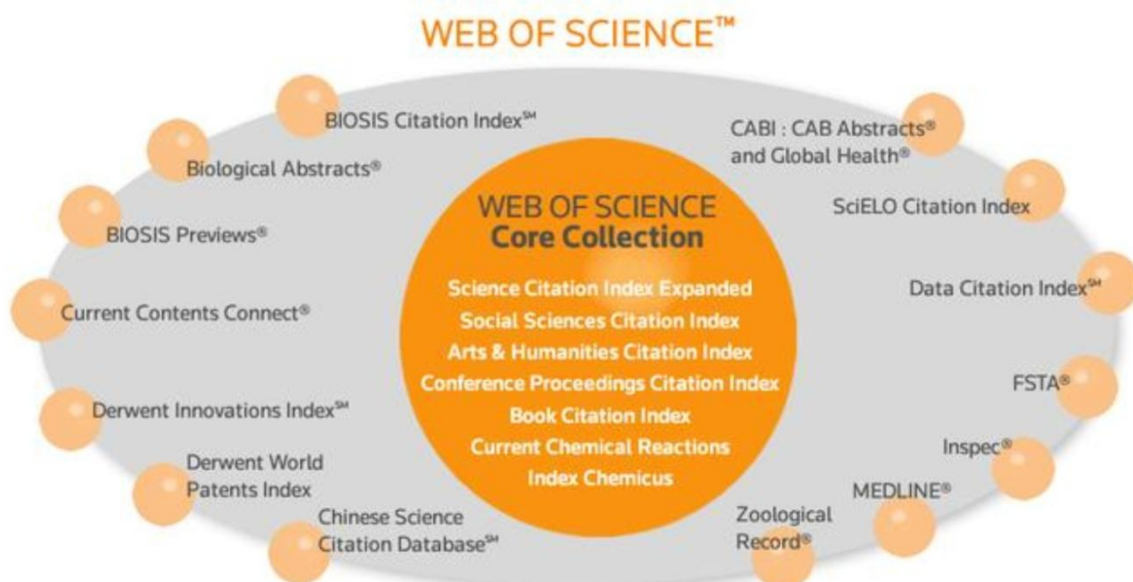 WEB OF SCIENCE™
BIOSIS Citation Index℠
Biological Abstracts®
BIOSIS Previews®
Current Contents Connect®
Derwent Innovations Index℠
Derwent World
Patents Index
Chinese Science
Citation Database℠
WEB OF SCIENCE
Core Collection
Science Citation Index Expanded
Social Sciences Citation Index
Arts & Humanities Citation Index
Conference Proceedings Citation Index
Book Citation Index
Current Chemical Reactions
Index Chemicus
CABI : CAB Abstracts®
and Global Health®
SciELO Citation Index
Data Citation Index℠
FSTA®
Inspec®
MEDLINE®
Zoological
Record®